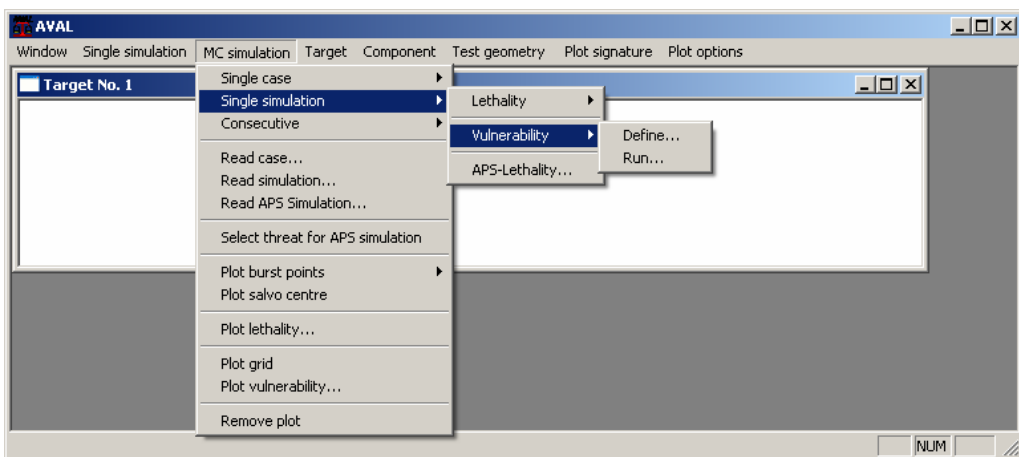 AVAL
Window Single simulation MC simulation Target Component Test geometry Plot signature Plot options
Target No. 1
Single case
Single simulation
Consecutive
Read case...
Read simulation...
Read APS Simulation...
Select threat for APS simulation
Plot burst points
Plot salvo centre
Plot lethality...
Plot grid
Plot vulnerability...
Remove plot
Lethality
Vulnerability
APS-Lethality...
Define...
Run...
NUM